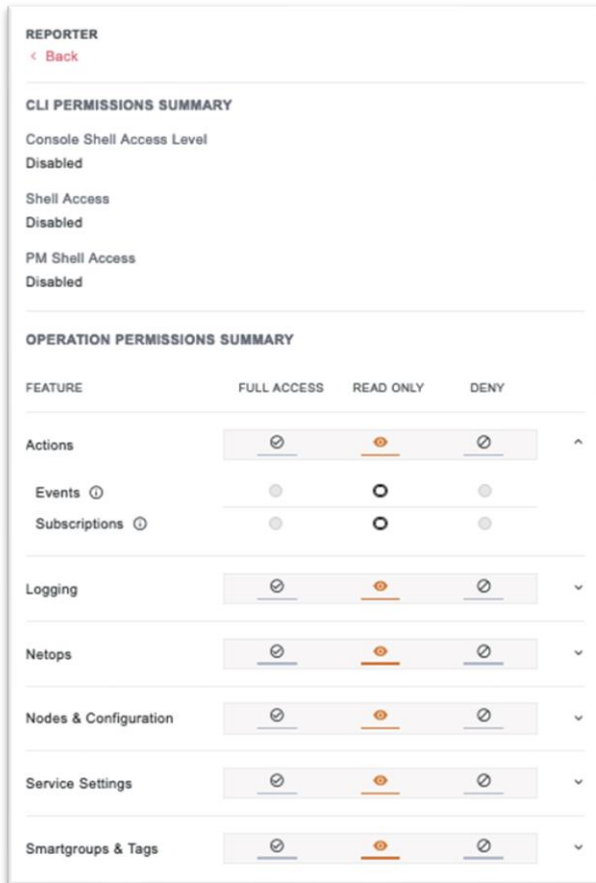 REPORTER
< Back
CLI PERMISSIONS SUMMARY
Console Shell Access Level
Disabled
Shell Access
Disabled
PM Shell Access
Disabled
OPERATION PERMISSIONS SUMMARY
FEATURE FULL ACCESS READ ONLY DENY
Actions
Events
Subscriptions
Logging
Netops
Nodes & Configuration
Service Settings
Smartgroups & Tags